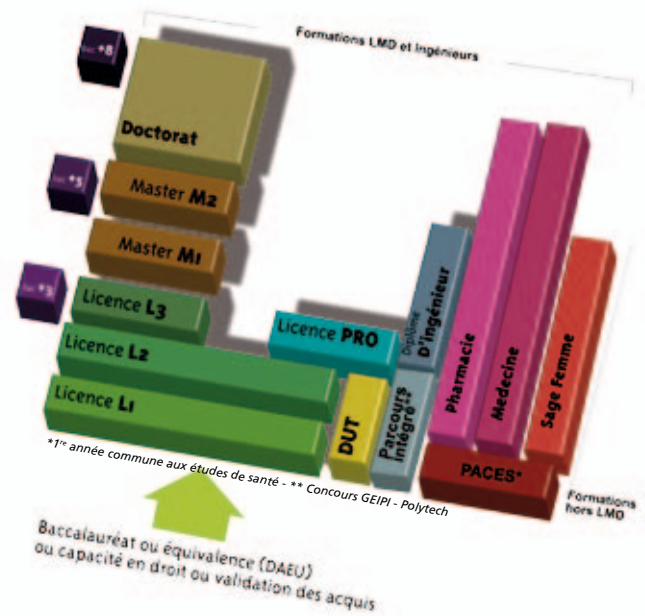 Formations LMD et Ingénieurs
Bac +8
Doctorat
Bac +5
Master M2
Master M1
Bac +3
Licence L3
Licence L2
Licence L1
Licence PRO
DUT
Parcours
intégré**
Diplôme
D'ingénieur
Pharmacie
Medecine
Sage Femme
PACES*
Formations
hors LMD
*1re année commune aux études de santé - ** Concours GEIPI - Polytech
Baccalauréat ou équivalence (DAEU)
ou capacité en droit ou validation des acquis